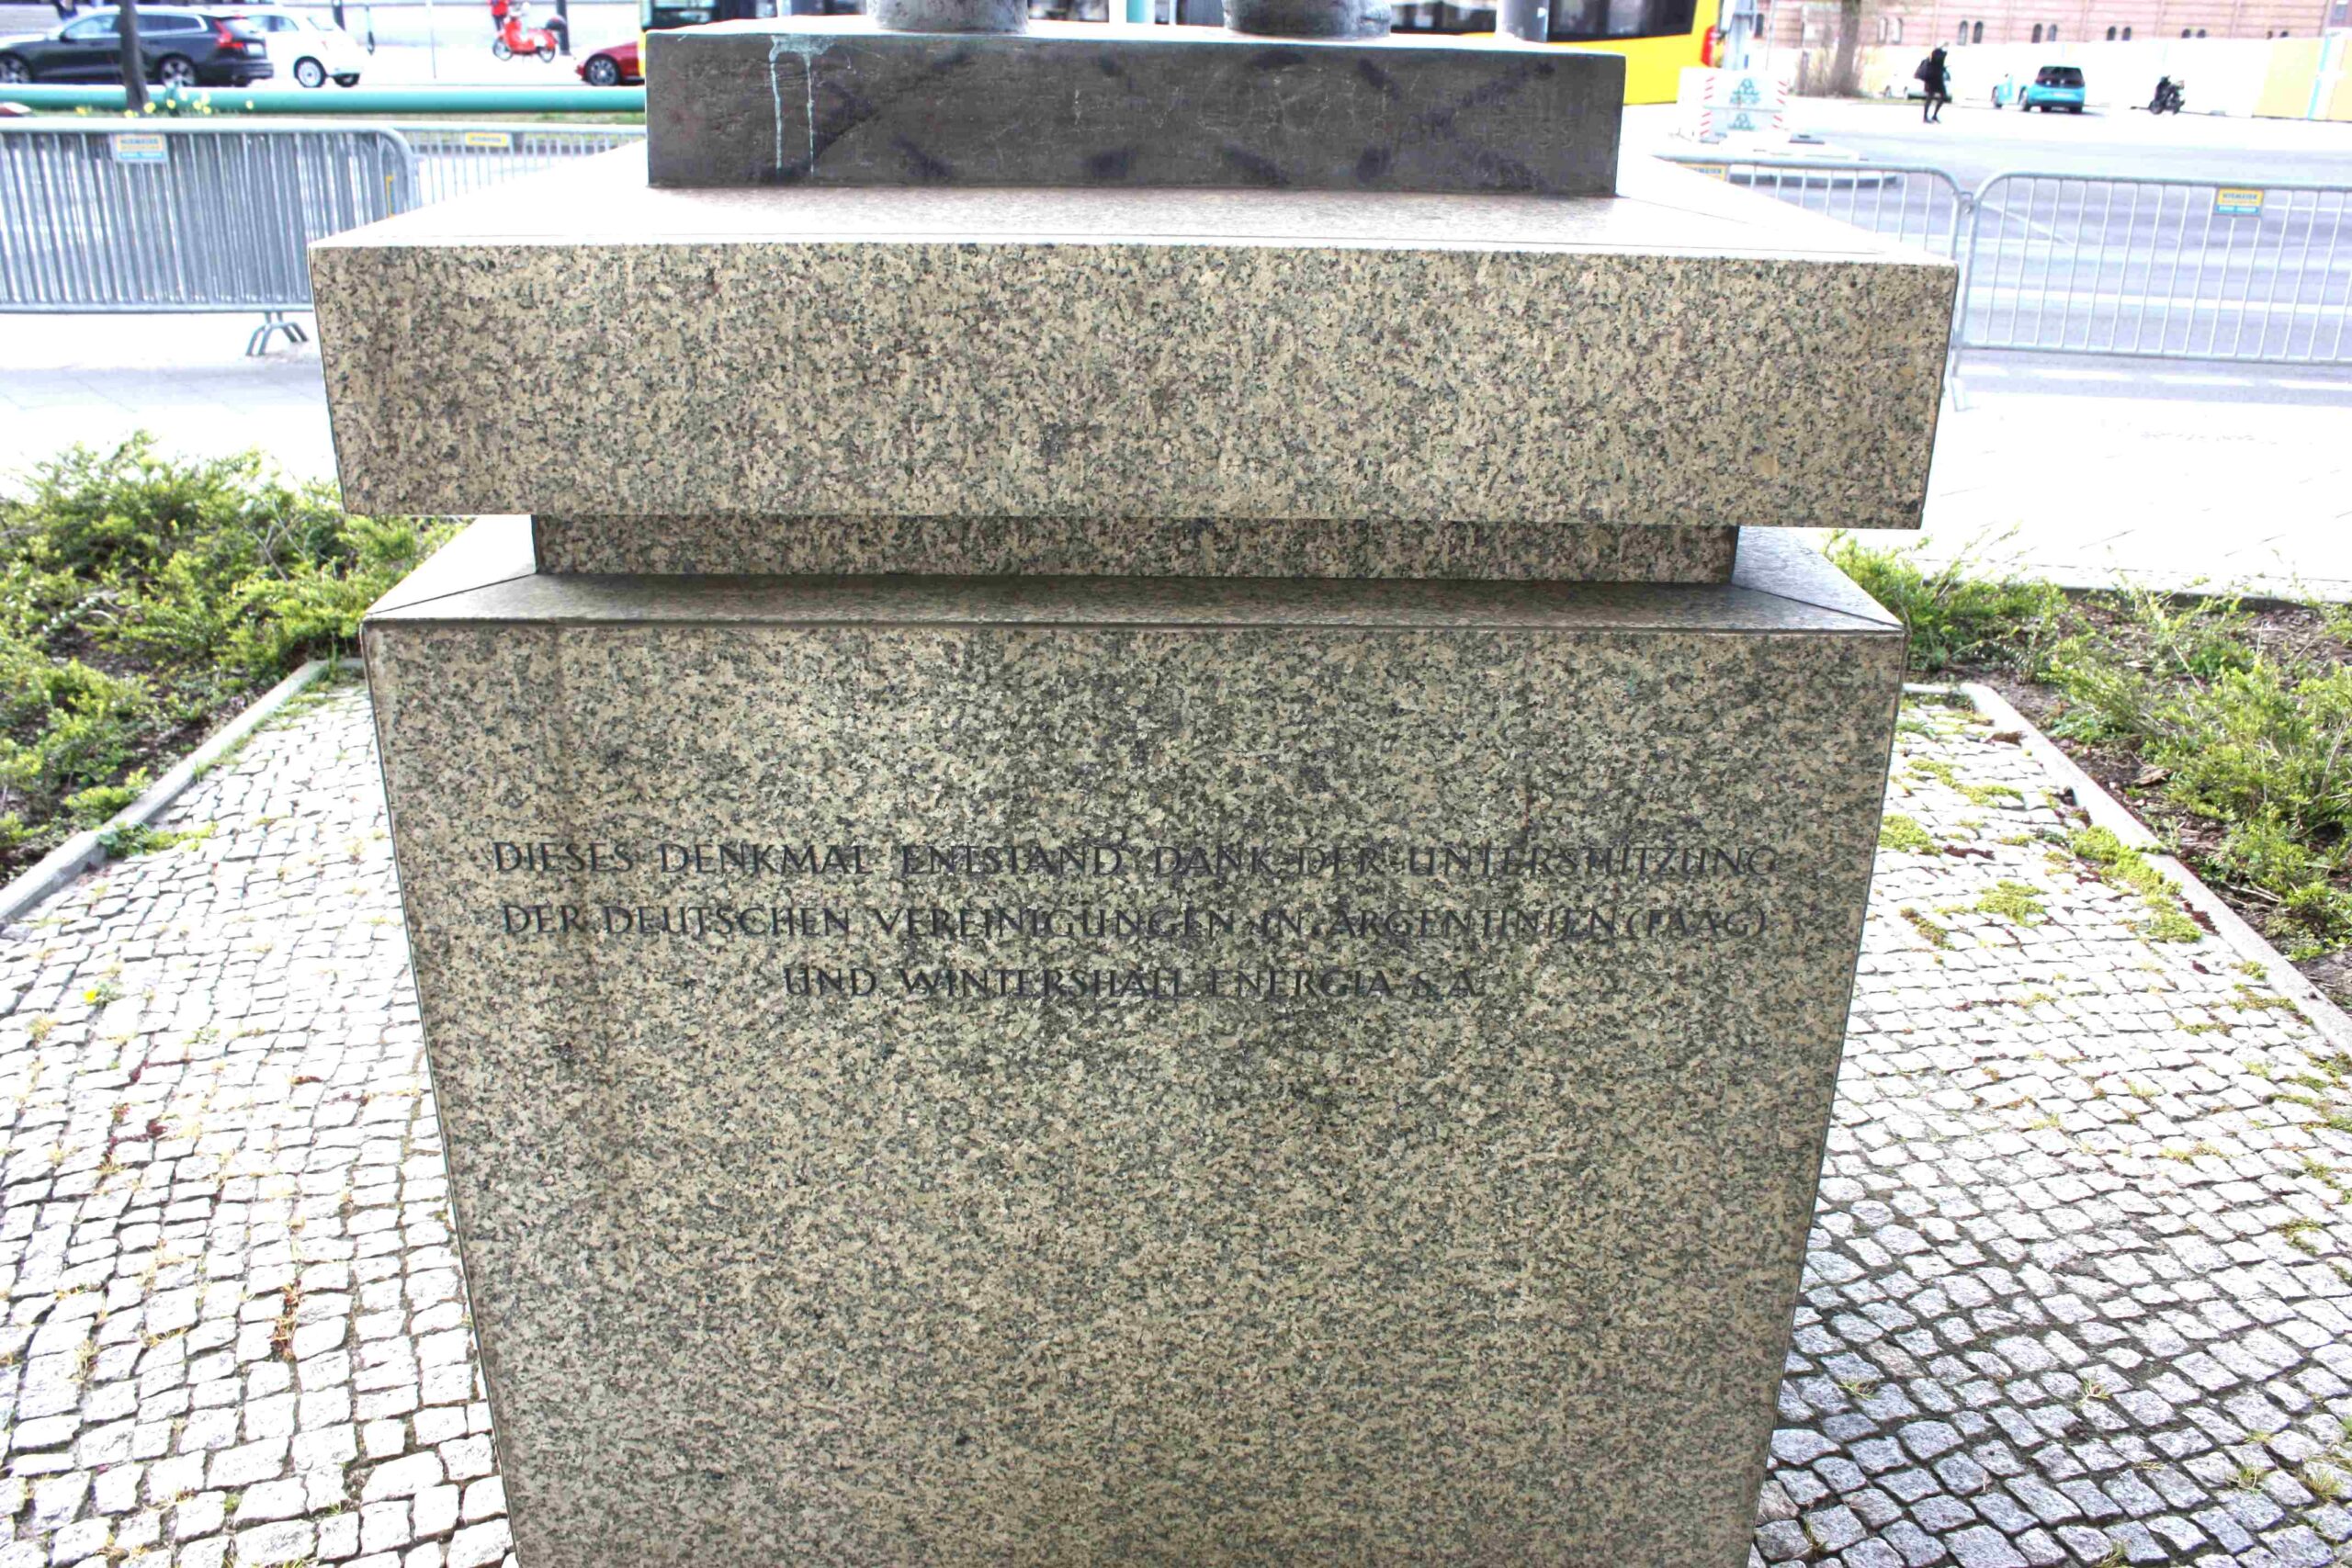 DIESES DENKMAL ENTSTAND DANK DER UNTERSTÜTZUNG
DER DEUTSCHEN VEREINIGUNGEN IN ARGENTINIEN (FAAG)
UND WINTERSHALL ENERGIA S.A.